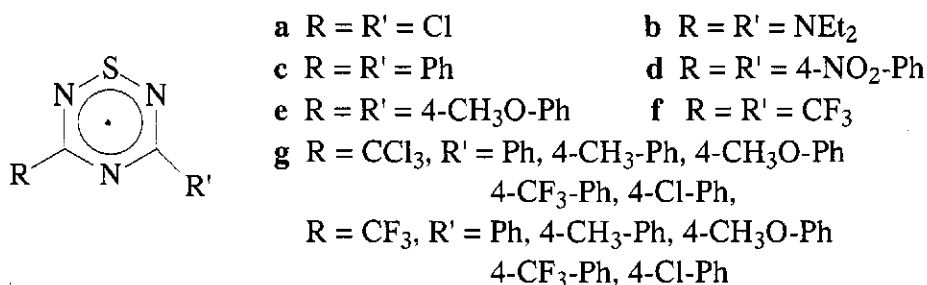 S
N N
N
R R'
a R = R' = Cl b R = R' = NEt₂
c R = R' = Ph d R = R' = 4-NO₂-Ph
e R = R' = 4-CH₃O-Ph f R = R' = CF₃
g R = CCl₃, R' = Ph, 4-CH₃-Ph, 4-CH₃O-Ph
4-CF₃-Ph, 4-Cl-Ph,
R = CF₃, R' = Ph, 4-CH₃-Ph, 4-CH₃O-Ph
4-CF₃-Ph, 4-Cl-Ph